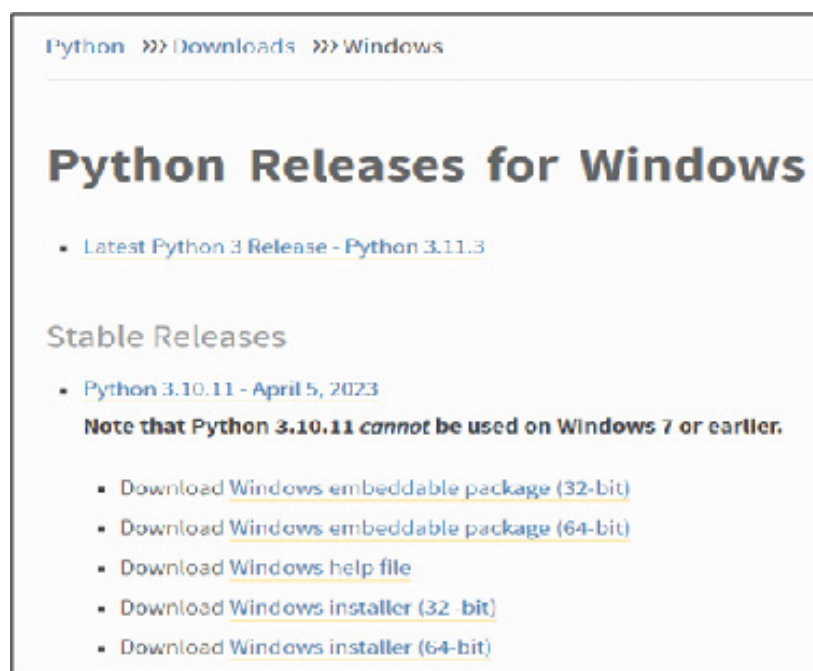 Python >>> Downloads >>> Windows
Python Releases for Windows
Latest Python 3 Release - Python 3.11.3
Stable Releases
Python 3.10.11 - April 5, 2023
Note that Python 3.10.11 cannot be used on Windows 7 or earlier.
Download Windows embeddable package (32-bit)
Download Windows embeddable package (64-bit)
Download Windows help file
Download Windows installer (32 -bit)
Download Windows installer (64-bit)